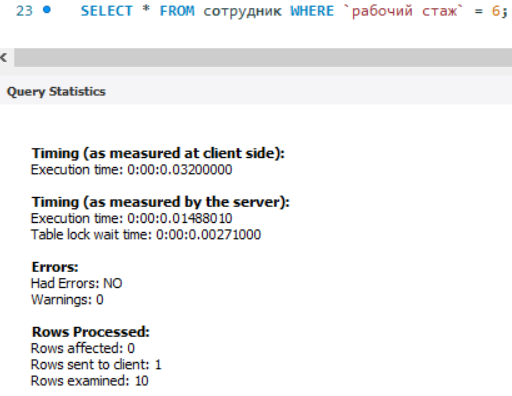 23 SELECT * FROM сотрудник WHERE `рабочий стаж` = 6;
Query Statistics
Timing (as measured at client side):
Execution time: 0:00:0.03200000
Timing (as measured by the server):
Execution time: 0:00:0.01488010
Table lock wait time: 0:00:0.00271000
Errors:
Had Errors: NO
Warnings: 0
Rows Processed:
Rows affected: 0
Rows sent to client: 1
Rows examined: 10